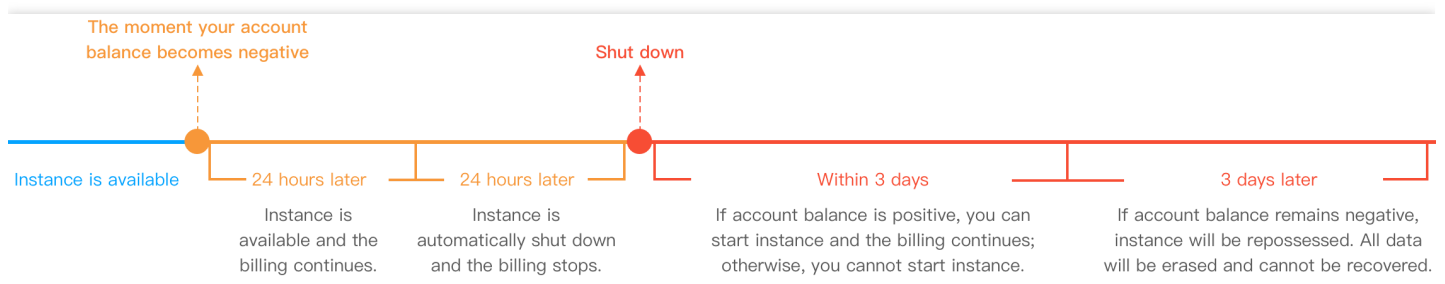 The moment your account
balance becomes negative
Shut down
Instance is available
24 hours later
24 hours later
Within 3 days
3 days later
Instance is
available and the
billing continues.
Instance is
automatically shut down
and the billing stops.
If account balance is positive, you can
start instance and the billing continues;
otherwise, you cannot start instance.
If account balance remains negative,
instance will be repossessed. All data
will be erased and cannot be recovered.